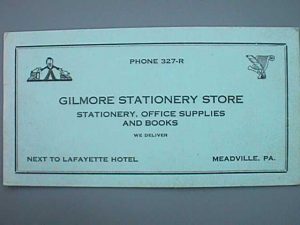 PHONE 327-R
GILMORE STATIONERY STORE
STATIONERY, OFFICE SUPPLIES
AND BOOKS
WE DELIVER
NEXT TO LAFAYETTE HOTEL
MEADVILLE, PA.